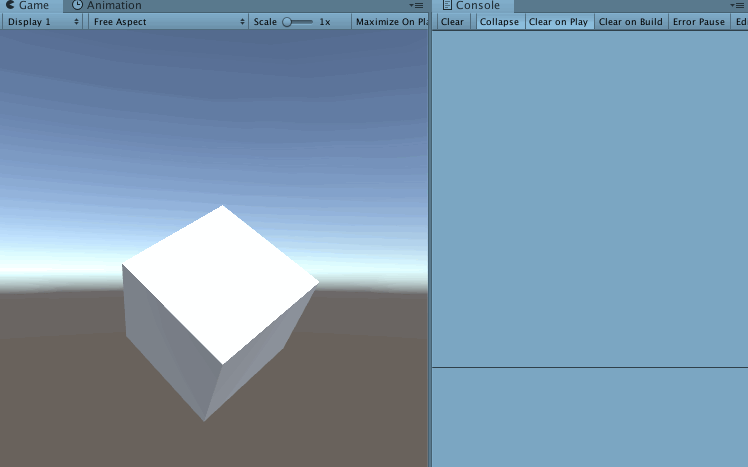 Game
Animation
Display 1
Free Aspect
Scale
1x
Maximize On Pl
Console
Clear
Collapse
Clear on Play
Clear on Build
Error Pause
Ed